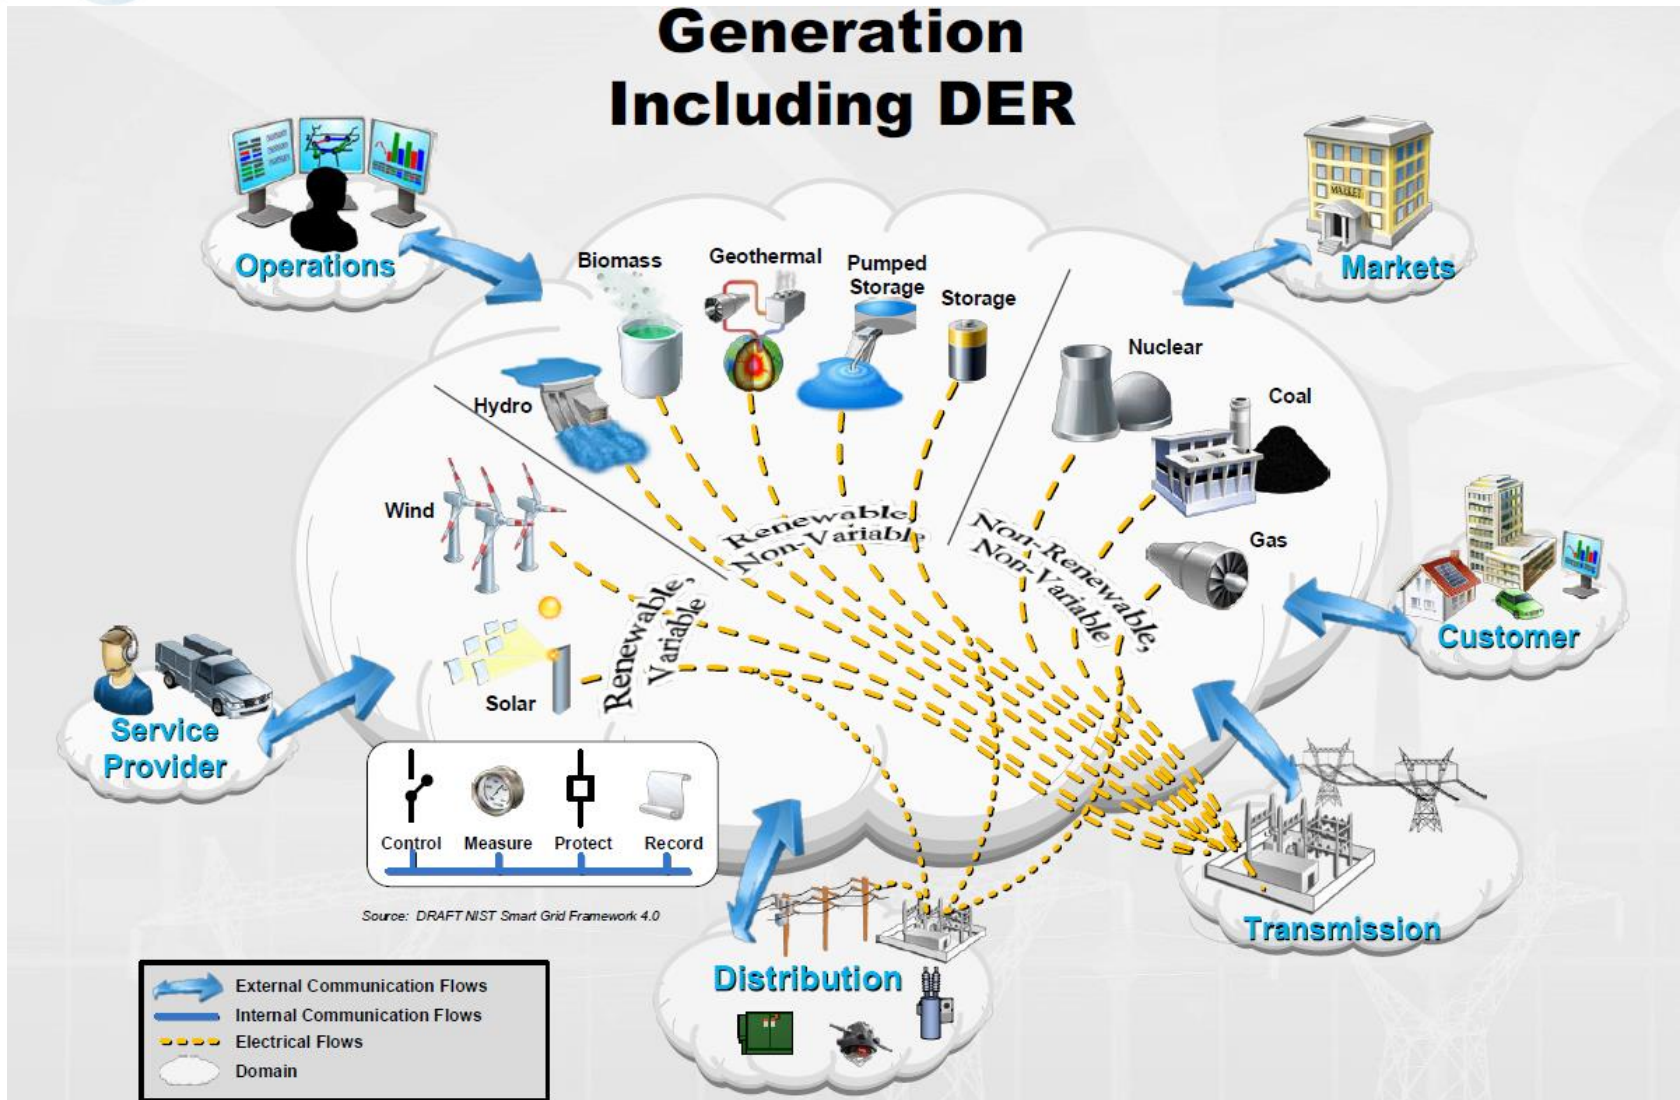 Generation
Including DER
Operations
MARKET
Markets
Biomass
Geothermal
Pumped
Storage
Storage
Nuclear
Hydro
Coal
Wind
Renewable,
Non-Variable
Non-Renewable,
Non-Variable
Gas
Renewable,
Variable
Customer
Solar
Service
Provider
Control
Measure
Protect
Record
Source: DRAFT NIST Smart Grid Framework 4.0
Transmission
Distribution
External Communication Flows
Internal Communication Flows
Electrical Flows
Domain